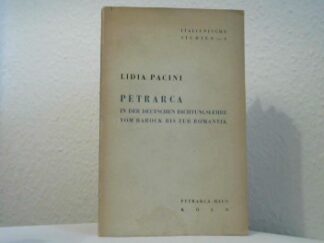 ITALIENISCHE
STUDIEN
LIDIA PACINI
PETRARCA
IN DER DEUTSCHEN DICHTUNGSLEHRE
VOM BAROCK BIS ZUR ROMANTIK
PETRARCA HAUS
KÖLN